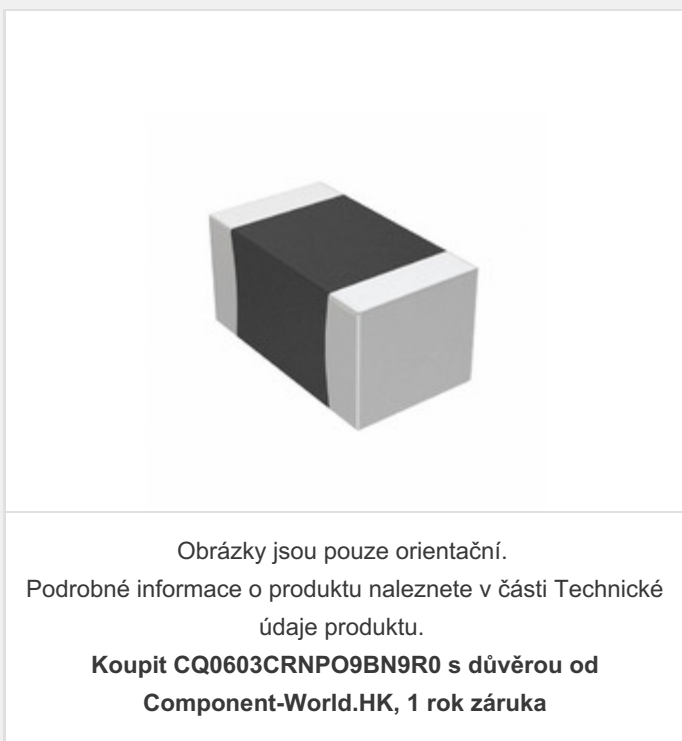 Obrázky jsou pouze orientační.
Podrobné informace o produktu naleznete v části Technické
údaje produktu.
Koupit CQ0603CRNPO9BN9R0 s důvěrou od
Component-World.HK, 1 rok záruka